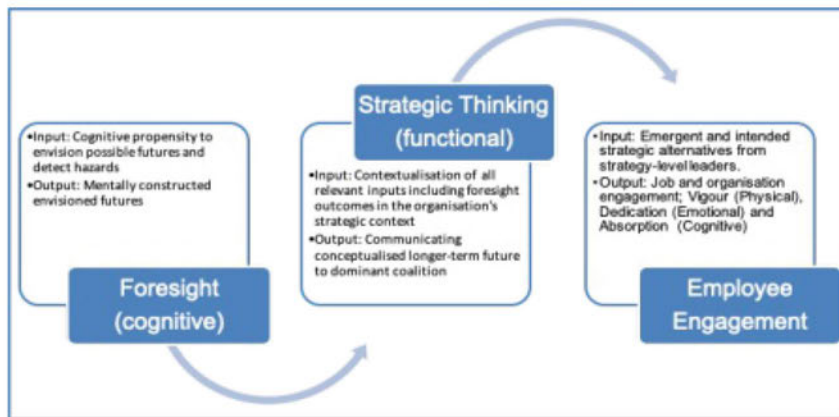 •Input: Cognitive propensity to
envision possible futures and
detect hazards
•Output: Mentally constructed
envisioned futures
Foresight
(cognitive)
Strategic Thinking
(functional)
•Input: Contextualisation of all
relevant inputs including foresight
outcomes in the organisation's
strategic context
•Output: Communicating
conceptualised longer-term future
to dominant coalition
•Input: Emergent and intended
strategic alternatives from
strategy-level leaders.
•Output: Job and organisation
engagement; Vigour (Physical),
Dedication (Emotional) and
Absorption (Cognitive)
Employee
Engagement